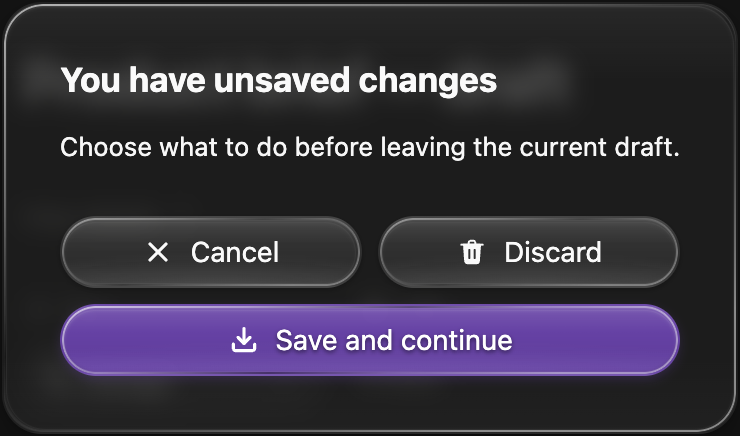 You have unsaved changes
Choose what to do before leaving the current draft.
Cancel
Discard
Save and continue